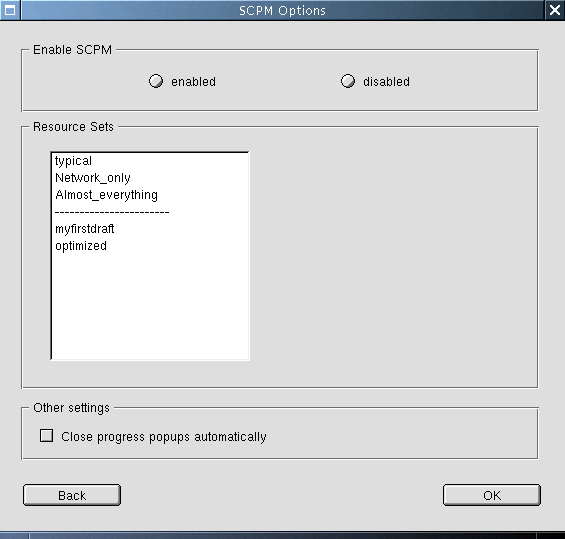 SCPM Options
Enable SCPM
enabled disabled
Resource Sets
typical
Network_only
Almost_everything
-----------------------
myfirstdraft
optimized
Other settings
Close progress popups automatically
Back OK